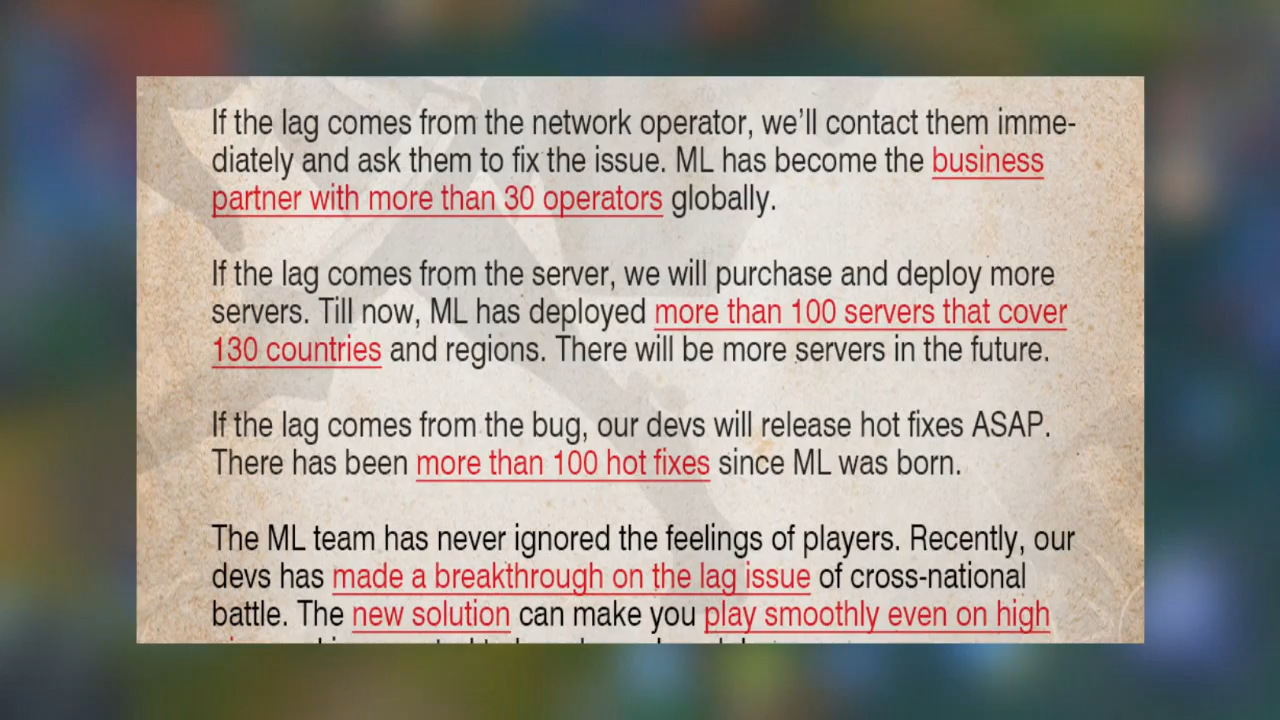 If the lag comes from the network operator, we’ll contact them imme-
diately and ask them to fix the issue. ML has become the business
partner with more than 30 operators globally.
If the lag comes from the server, we will purchase and deploy more
servers. Till now, ML has deployed more than 100 servers that cover
130 countries and regions. There will be more servers in the future.
If the lag comes from the bug, our devs will release hot fixes ASAP.
There has been more than 100 hot fixes since ML was born.
The ML team has never ignored the feelings of players. Recently, our
devs has made a breakthrough on the lag issue of cross-national
battle. The new solution can make you play smoothly even on high